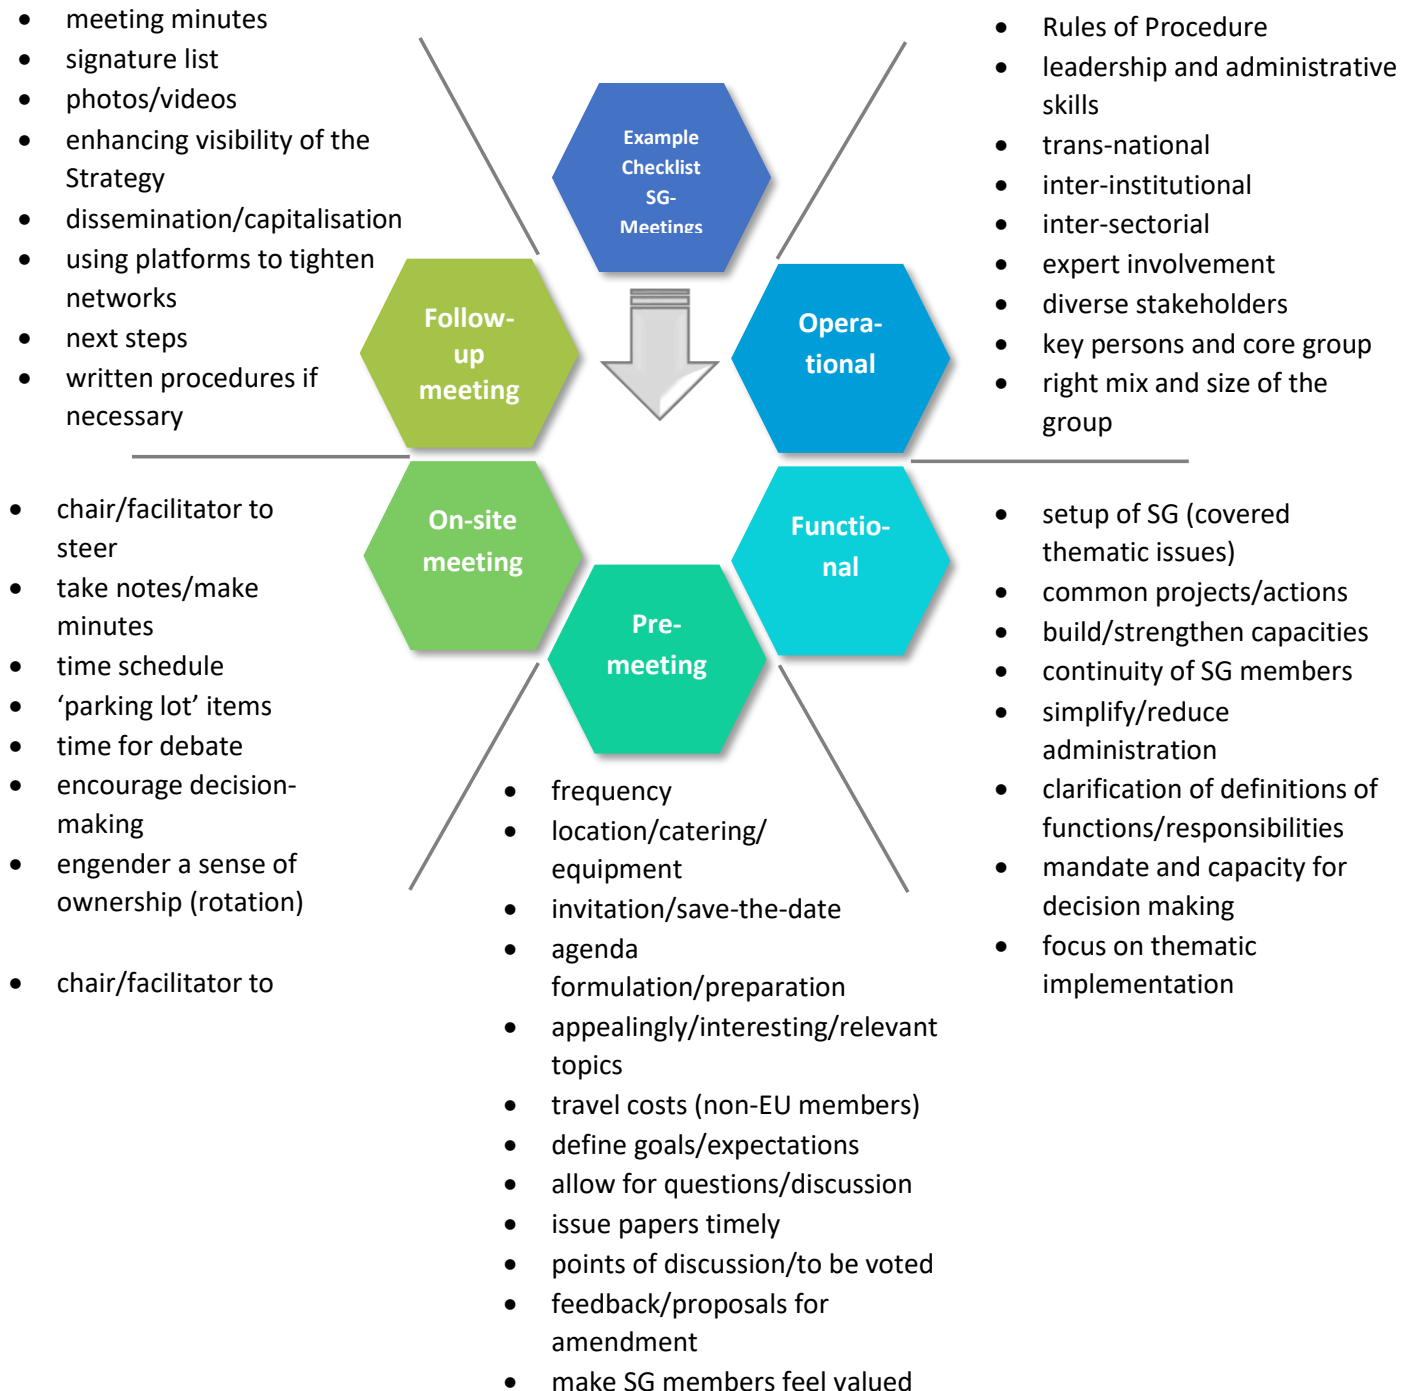 Example
Checklist
SG-
Meetings
Opera-
tional
• Rules of Procedure
• leadership and administrative
skills
• trans-national
• inter-institutional
• inter-sectorial
• expert involvement
• diverse stakeholders
• key persons and core group
• right mix and size of the
group
Functio-
nal
• setup of SG (covered
thematic issues)
• common projects/actions
• build/strengthen capacities
• continuity of SG members
• simplify/reduce
administration
• clarification of definitions of
functions/responsibilities
• mandate and capacity for
decision making
• focus on thematic
implementation
Pre-
meeting
• frequency
• location/catering/
equipment
• invitation/save-the-date
• agenda
formulation/preparation
• appealingly/interesting/relevant
topics
• travel costs (non-EU members)
• define goals/expectations
• allow for questions/discussion
• issue papers timely
• points of discussion/to be voted
• feedback/proposals for
amendment
• make SG members feel valued
On-site
meeting
• chair/facilitator to
steer
• take notes/make
minutes
• time schedule
• ‘parking lot’ items
• time for debate
• encourage decision-
making
• engender a sense of
ownership (rotation)
• chair/facilitator to
Follow-
up
meeting
• meeting minutes
• signature list
• photos/videos
• enhancing visibility of the
Strategy
• dissemination/capitalisation
• using platforms to tighten
networks
• next steps
• written procedures if
necessary